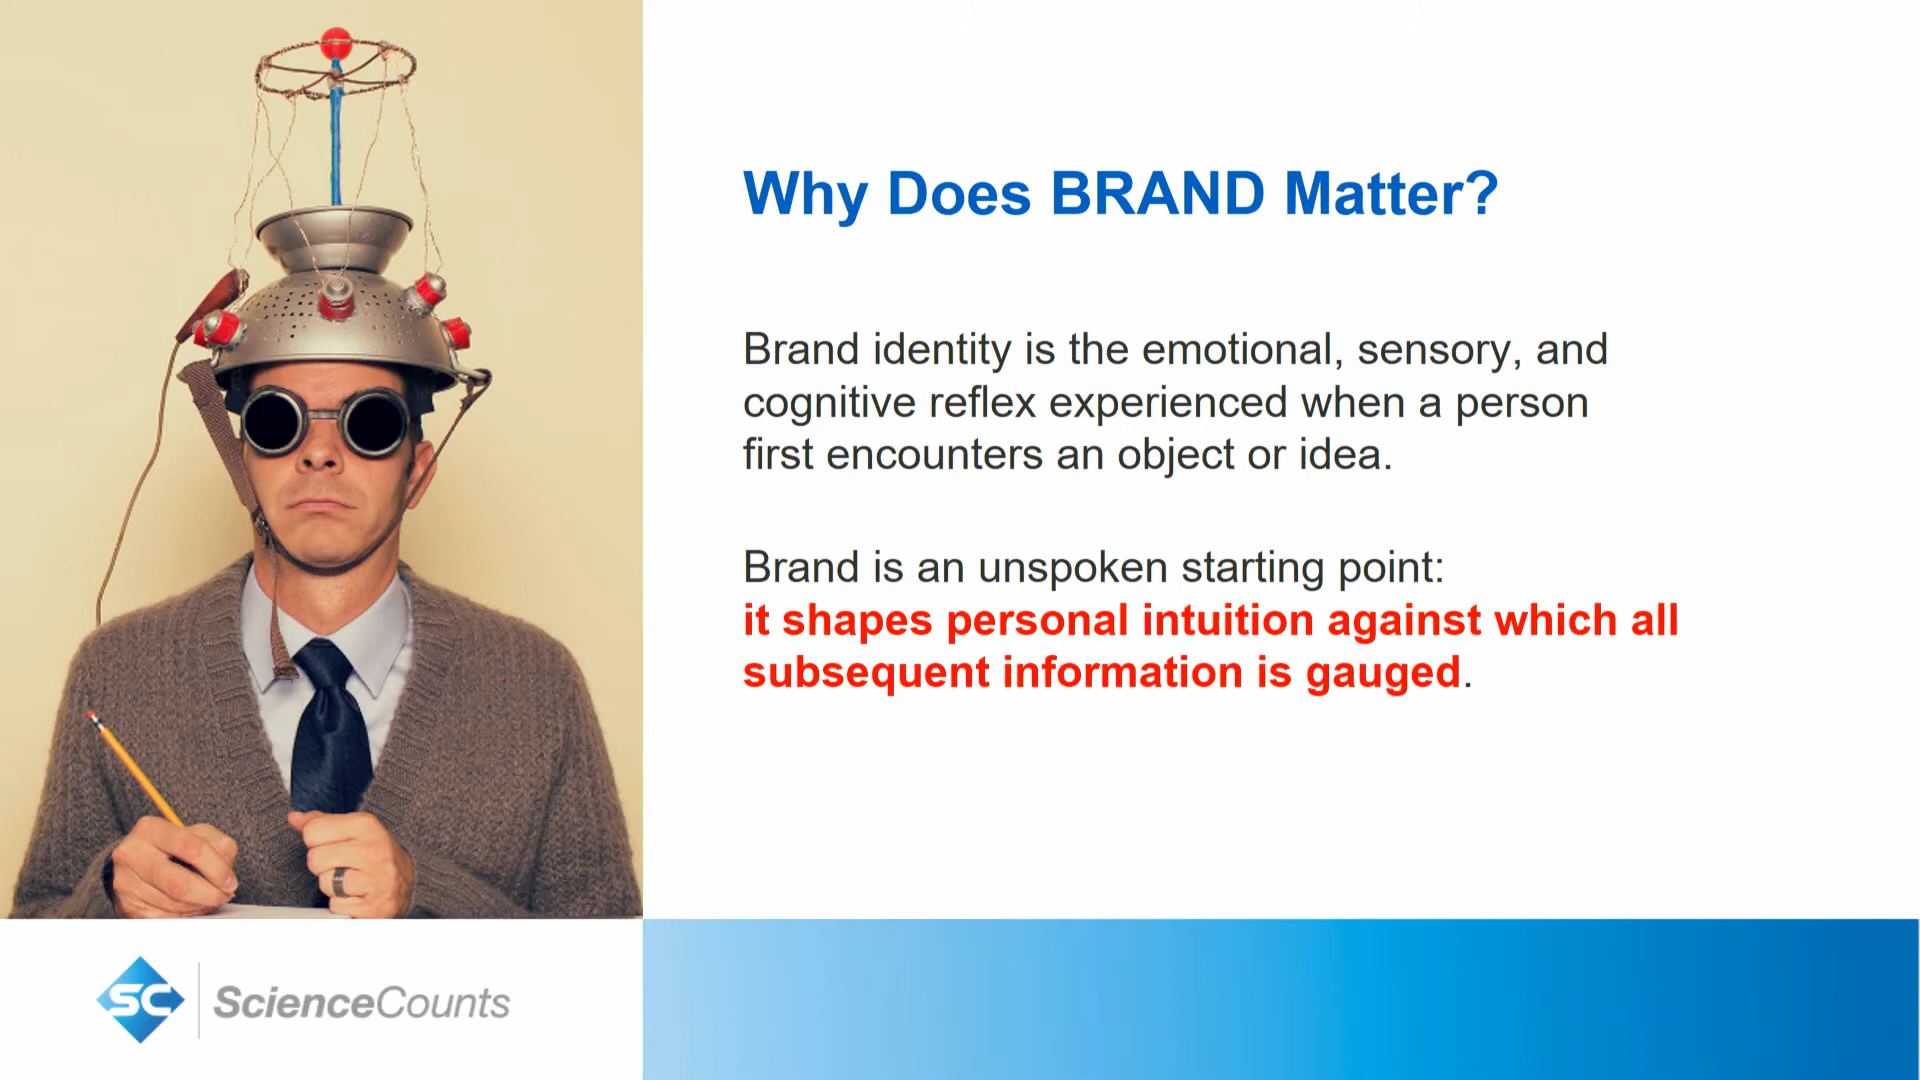 Why Does BRAND Matter?
Brand identity is the emotional, sensory, and
cognitive reflex experienced when a person
first encounters an object or idea.
Brand is an unspoken starting point:
it shapes personal intuition against which all
subsequent information is gauged.
SC ScienceCounts